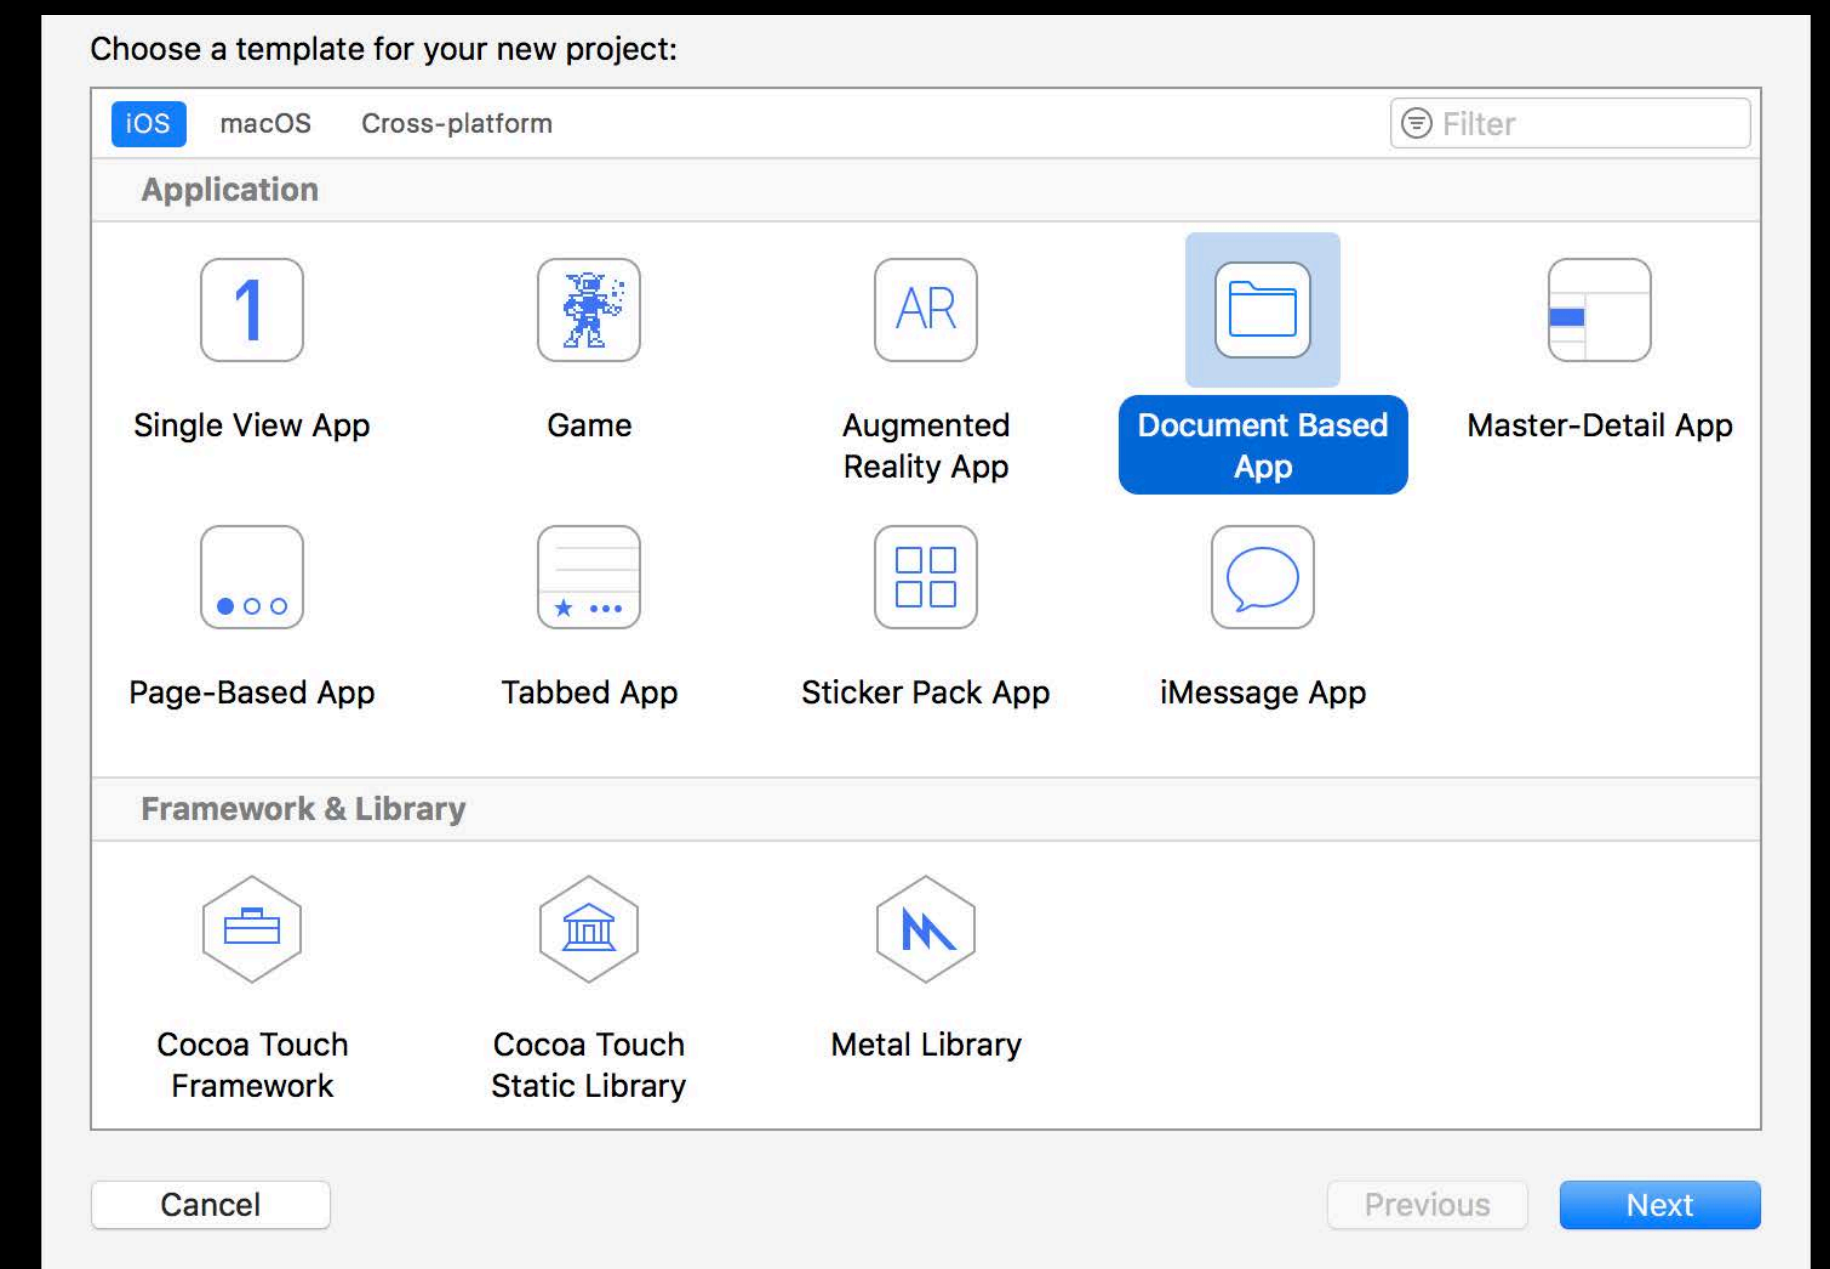 Choose a template for your new project:
iOS macOS Cross-platform Filter
Application
1 AR
Single View App Game Augmented Document Based Master-Detail App
Reality App App
Page-Based App Tabbed App Sticker Pack App iMessage App
Framework & Library
Cocoa Touch Cocoa Touch Metal Library
Framework Static Library
Cancel Previous Next